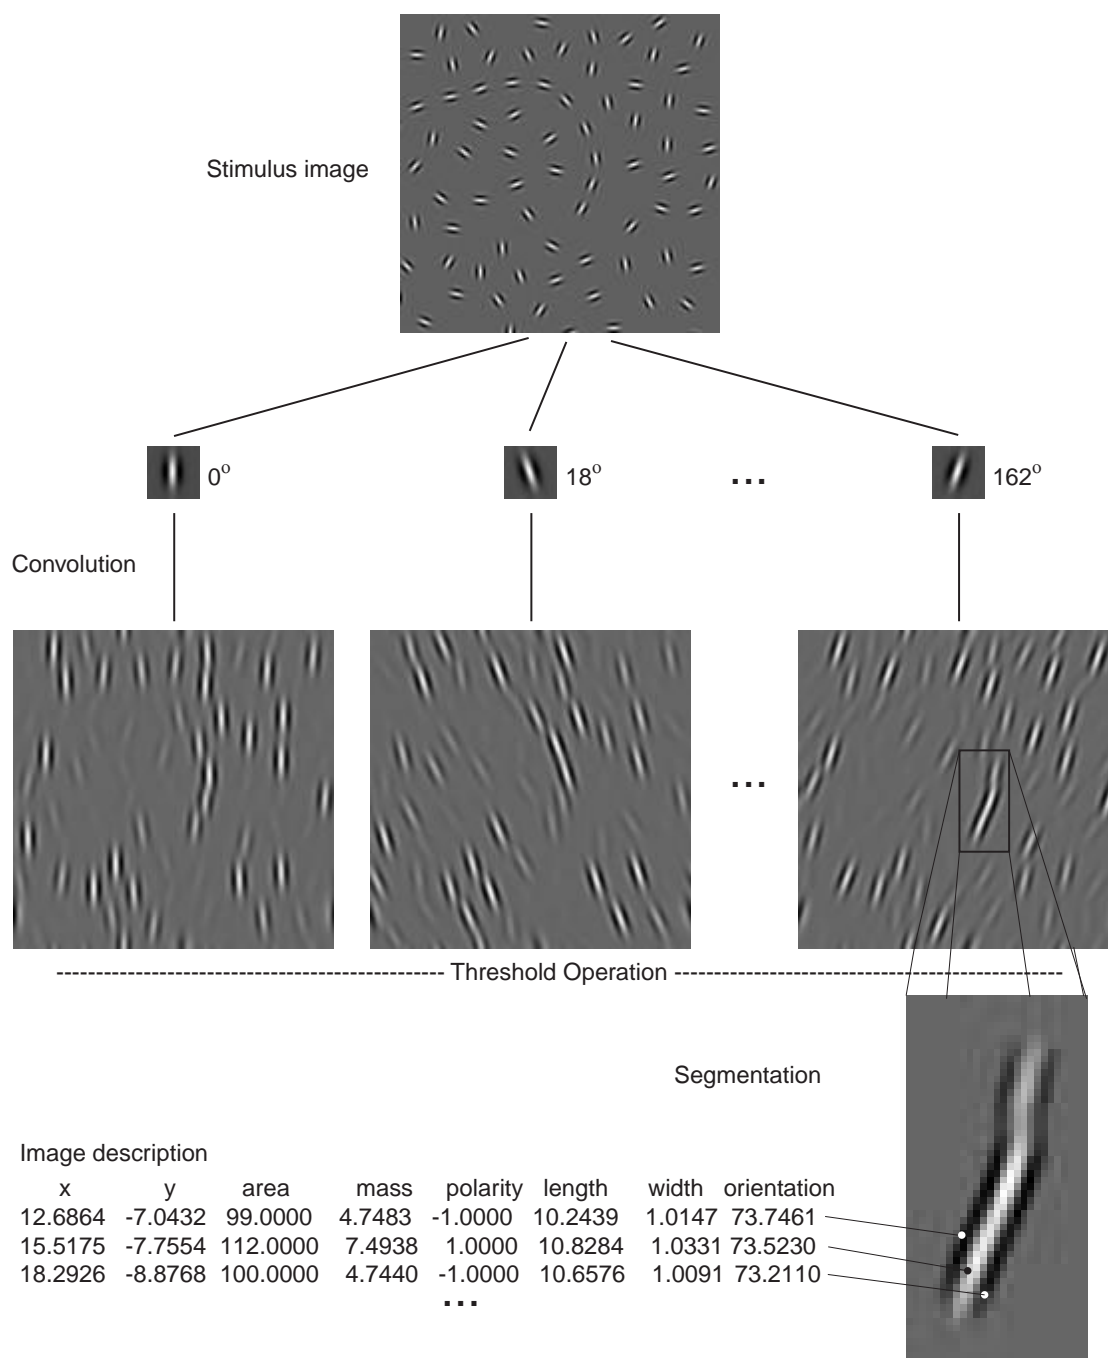 Stimulus image
0°
18°
...
162°
Convolution
...
Threshold Operation
Segmentation
Image description
x y area mass polarity length width orientation
12.6864 -7.0432 99.0000 4.7483 -1.0000 10.2439 1.0147 73.7461
15.5175 -7.7554 112.0000 7.4938 1.0000 10.8284 1.0331 73.5230
18.2926 -8.8768 100.0000 4.7440 -1.0000 10.6576 1.0091 73.2110
...